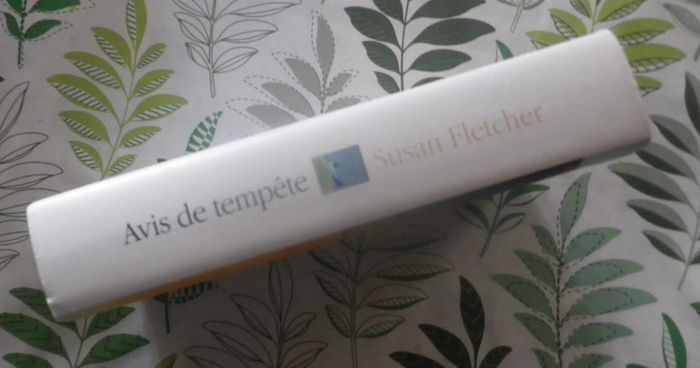 Avis de tempête Susan Fletcher